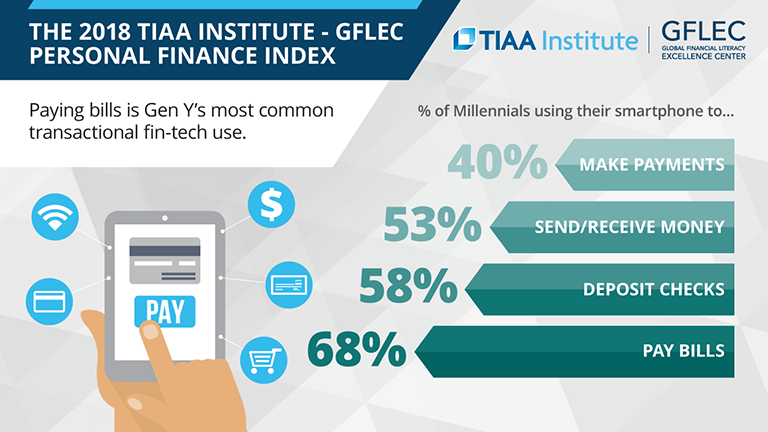 THE 2018 TIAA INSTITUTE - GFLEC
PERSONAL FINANCE INDEX
TIAA Institute
GFLEC
GLOBAL FINANCIAL LITERACY
EXCELLENCE CENTER
Paying bills is Gen Y's most common
transactional fin-tech use.
% of Millennials using their smartphone to...
40% MAKE PAYMENTS
53% SEND/RECEIVE MONEY
58% DEPOSIT CHECKS
68% PAY BILLS
$
PAY